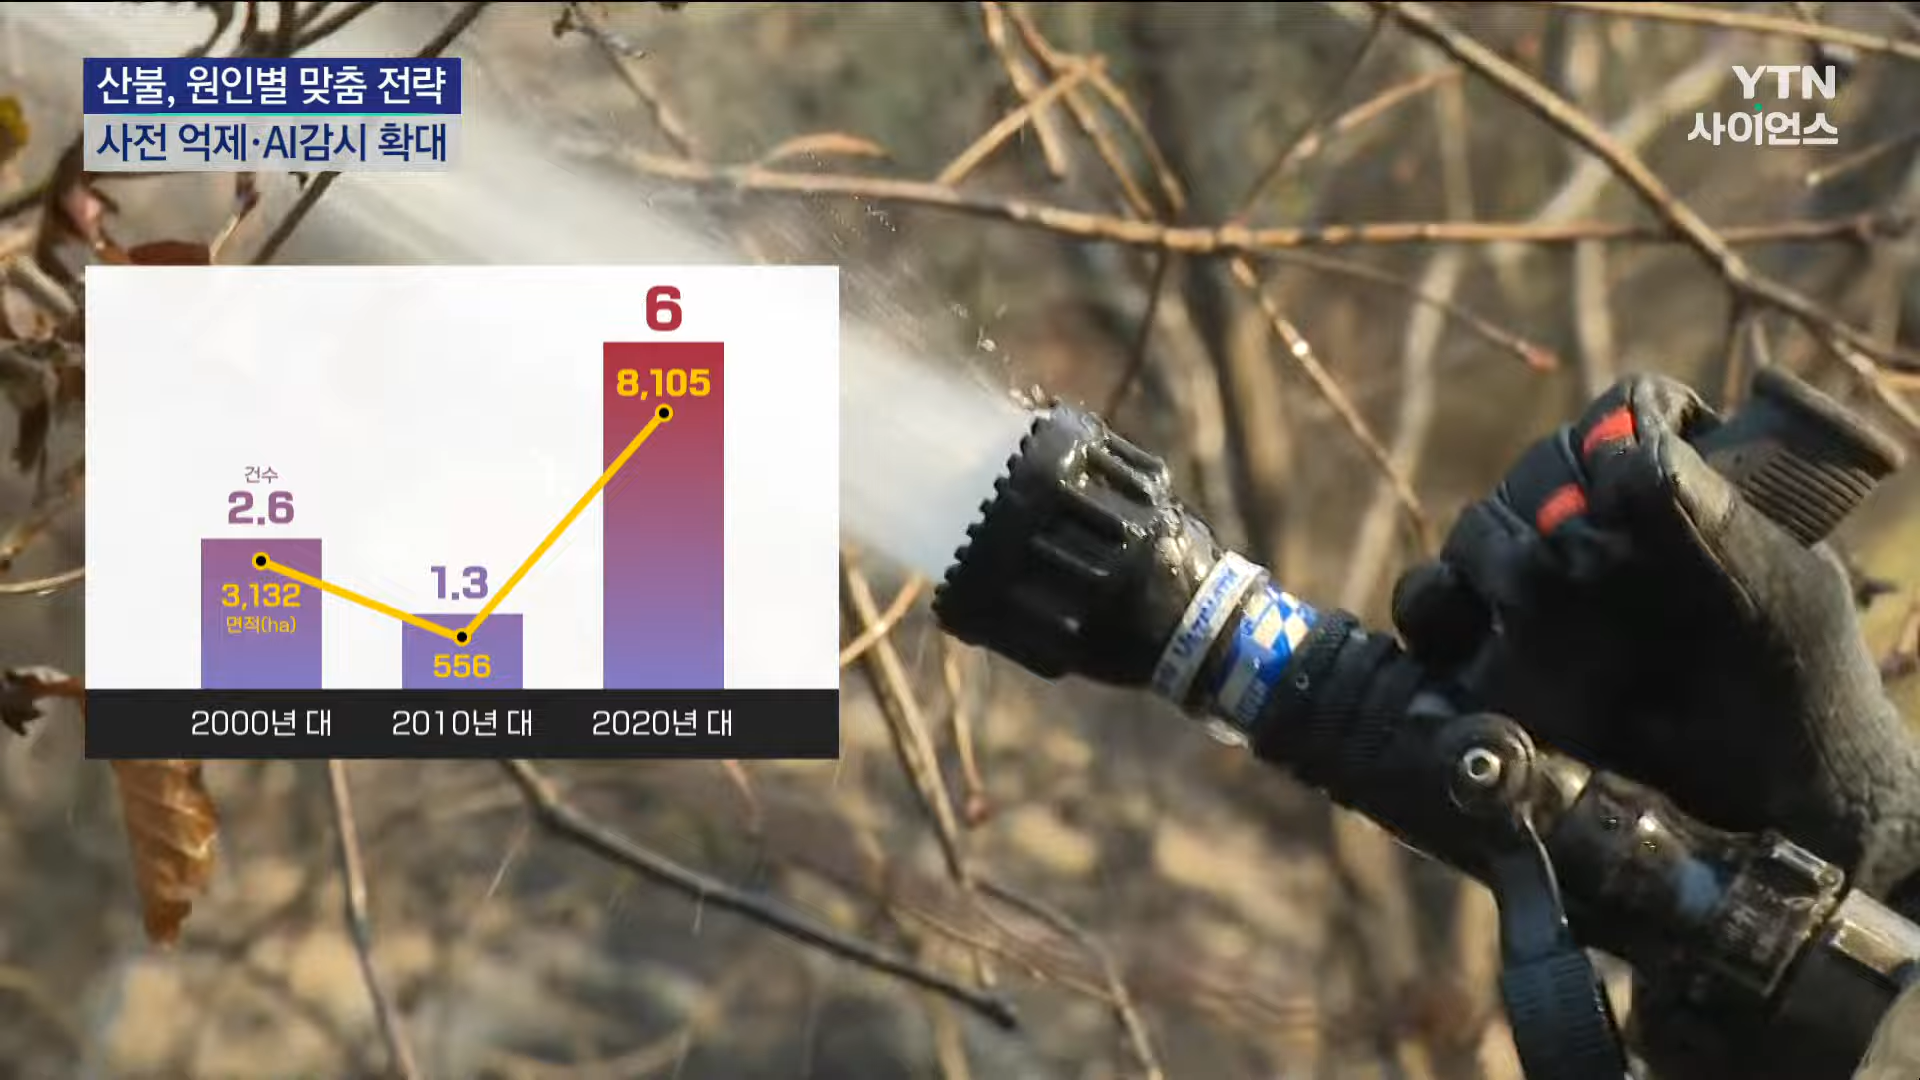 산불, 원인별 맞춤 전략
사전 억제·AI감시 확대
YTN
사이언스
6
8,105
건수
2.6
3,132
면적(ha)
1.3
556
2000년 대
2010년 대
2020년 대